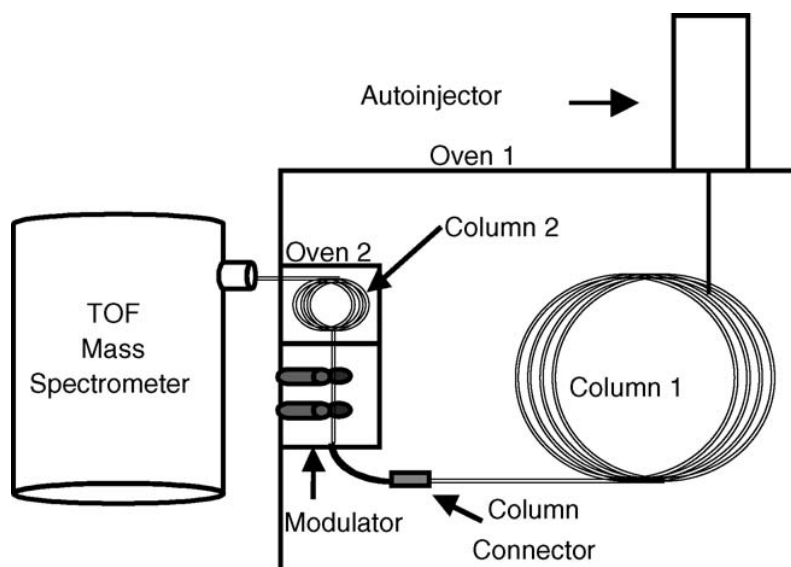 Autoinjector
Oven 1
Column 2
Oven 2
TOF
Mass
Spectrometer
Column 1
Modulator
Column
Connector